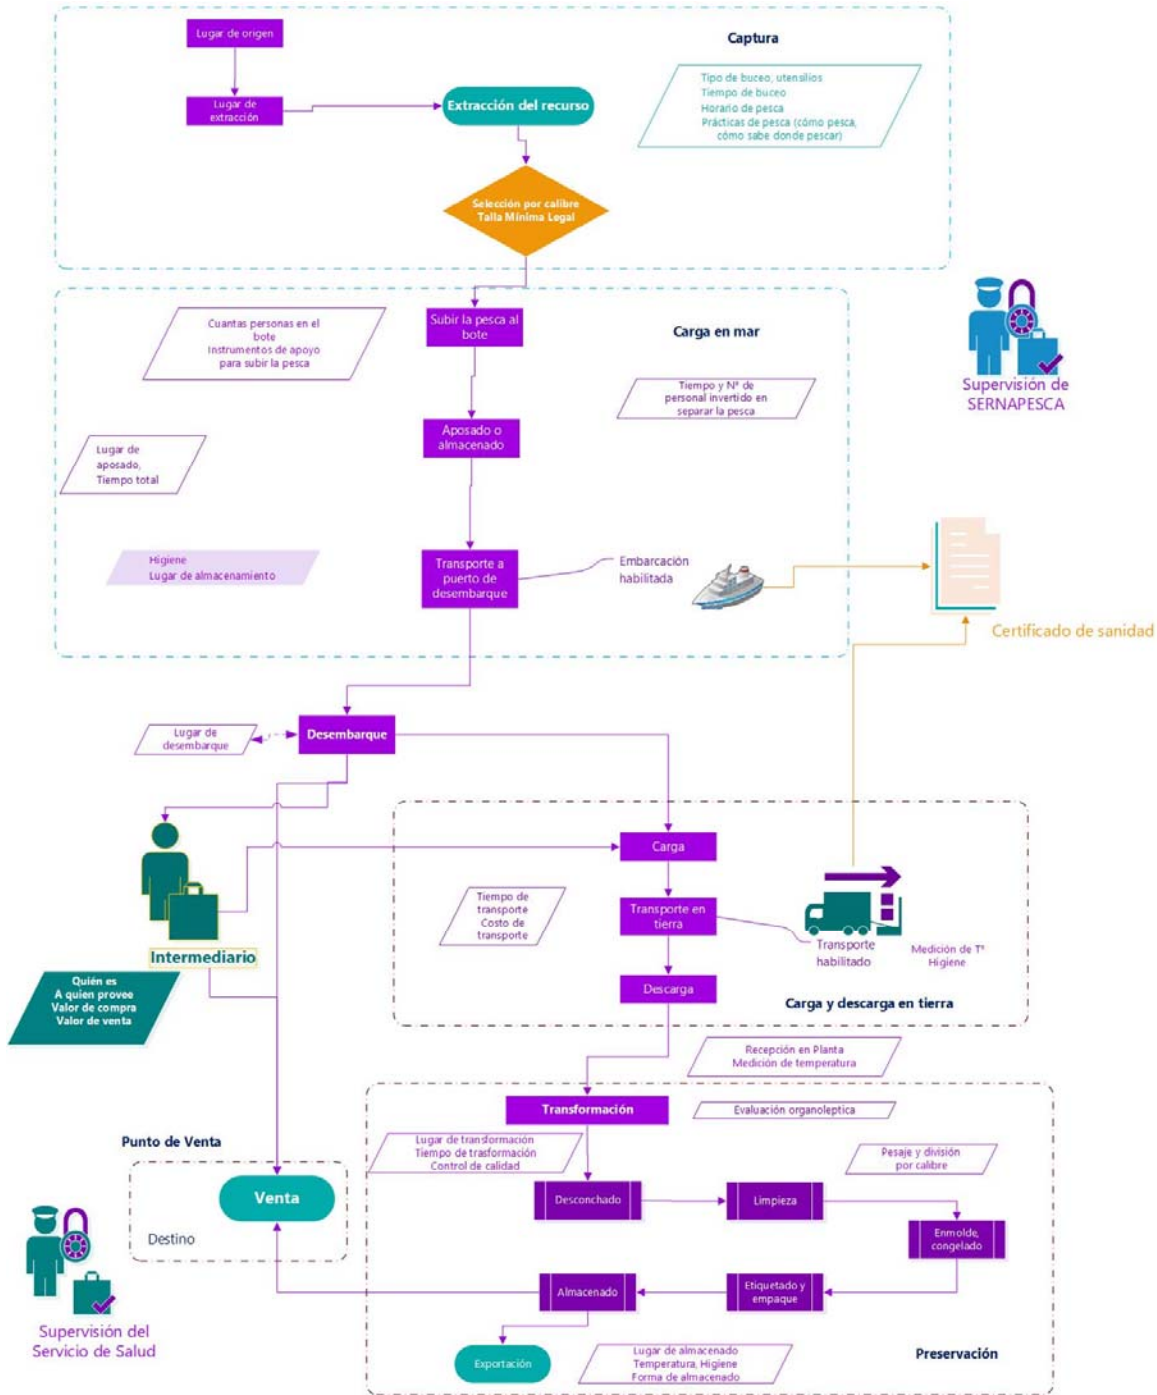 Lugar de origen
Captura
Tipo de buceo, utensilios
Tiempo de buceo
Horario de pesca
Prácticas de pesca (cómo pesca,
cómo sabe donde pescar)
Lugar de
extracción
Extracción del recurso
Selección por calibre
Talla Mínima Legal
Cuantas personas en el
bote
Instrumentos de apoyo
para subir la pesca
Subir la pesca al
bote
Carga en mar
Tiempo y N° de
personal invertido en
separar la pesca
Supervisión de
SERNAPESCA
Aposado o
almacenado
Lugar de
aposado,
Tiempo total
Higiene
Lugar de almacenamiento
Transporte a
puerto de
desembarque
Embarcación
habilitada
Certificado de sanidad
Lugar de
desembarque
Desembarque
Carga
Tiempo de
transporte
Costo de
transporte
Transporte en
tierra
Transporte
habilitado
Medición de T°
Higiene
Intermediario
Quién es
A quien provee
Valor de compra
Valor de venta
Descarga
Carga y descarga en tierra
Recepción en Planta
Medición de temperatura
Transformación
Evaluación organoleptica
Punto de Venta
Lugar de transformación
Tiempo de trasformación
Control de calidad
Pesaje y división
por calibre
Venta
Destino
Desconchado
Limpieza
Enmolde,
congelado
Almacenado
Etiquetado y
empaque
Supervisión del
Servicio de Salud
Exportación
Lugar de almacenado
Temperatura, Higiene
Forma de almacenado
Preservación